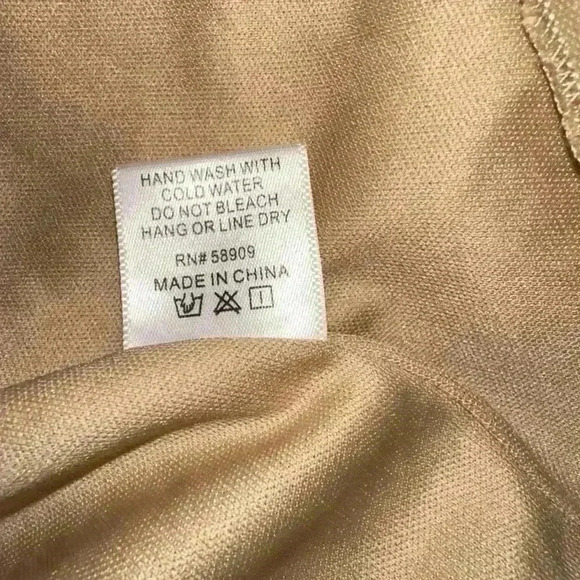 HAND WASH WITH
COLD WATER
DO NOT BLEACH
HANG OR LINE DRY
RN# 58909
MADE IN CHINA